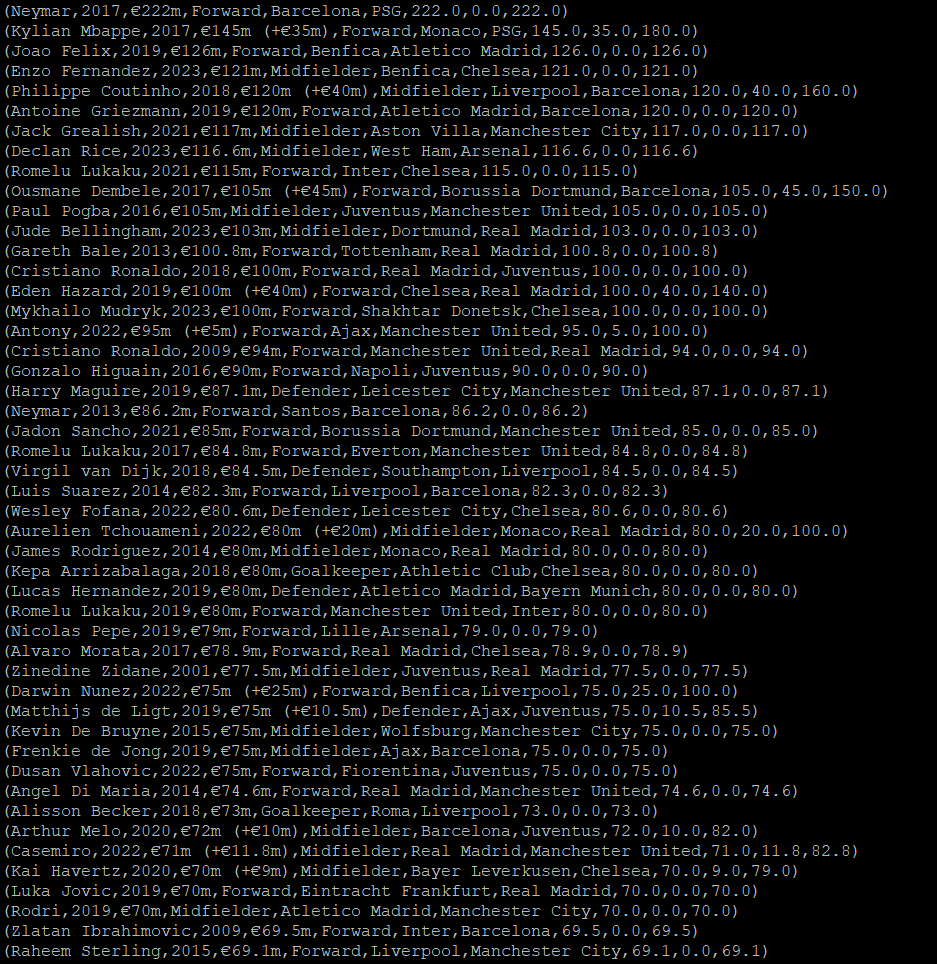 (Neymar,2017,€222m,Forward,Barcelona,PSG,222.0,0.0,222.0)
(Kylian Mbappe,2017,€145m (+€35m),Forward,Monaco,PSG,145.0,35.0,180.0)
(Joao Felix,2019,€126m,Forward,Benfica,Atletico Madrid,126.0,0.0,126.0)
(Enzo Fernandez,2023,€121m,Midfielder,Benfica,Chelsea,121.0,0.0,121.0)
(Philippe Coutinho,2018,€120m (+€40m),Midfielder,Liverpool,Barcelona,120.0,40.0,160.0)
(Antoine Griezmann,2019,€120m,Forward,Atletico Madrid,Barcelona,120.0,0.0,120.0)
(Jack Grealish,2021,€117m,Midfielder,Aston Villa,Manchester City,117.0,0.0,117.0)
(Declan Rice,2023,€116.6m,Midfielder,West Ham,Arsenal,116.6,0.0,116.6)
(Romelu Lukaku,2021,€115m,Forward,Inter,Chelsea,115.0,0.0,115.0)
(Ousmane Dembele,2017,€105m (+€45m),Forward,Borussia Dortmund,Barcelona,105.0,45.0,150.0)
(Paul Pogba,2016,€105m,Midfielder,Juventus,Manchester United,105.0,0.0,105.0)
(Jude Bellingham,2023,€103m,Midfielder,Dortmund,Real Madrid,103.0,0.0,103.0)
(Gareth Bale,2013,€100.8m,Forward,Tottenham,Real Madrid,100.8,0.0,100.8)
(Cristiano Ronaldo,2018,€100m,Forward,Real Madrid,Juventus,100.0,0.0,100.0)
(Eden Hazard,2019,€100m (+€40m),Forward,Chelsea,Real Madrid,100.0,40.0,140.0)
(Mykhailo Mudryk,2023,€100m,Forward,Shakhtar Donetsk,Chelsea,100.0,0.0,100.0)
(Antony,2022,€95m (+€5m),Forward,Ajax,Manchester United,95.0,5.0,100.0)
(Cristiano Ronaldo,2009,€94m,Forward,Manchester United,Real Madrid,94.0,0.0,94.0)
(Gonzalo Higuain,2016,€90m,Forward,Napoli,Juventus,90.0,0.0,90.0)
(Harry Maguire,2019,€87.1m,Defender,Leicester City,Manchester United,87.1,0.0,87.1)
(Neymar,2013,€86.2m,Forward,Santos,Barcelona,86.2,0.0,86.2)
(Jadon Sancho,2021,€85m,Forward,Borussia Dortmund,Manchester United,85.0,0.0,85.0)
(Romelu Lukaku,2017,€84.8m,Forward,Everton,Manchester United,84.8,0.0,84.8)
(Virgil van Dijk,2018,€84.5m,Defender,Southampton,Liverpool,84.5,0.0,84.5)
(Luis Suarez,2014,€82.3m,Forward,Liverpool,Barcelona,82.3,0.0,82.3)
(Wesley Fofana,2022,€80.6m,Defender,Leicester City,Chelsea,80.6,0.0,80.6)
(Aurelien Tchouameni,2022,€80m (+€20m),Midfielder,Monaco,Real Madrid,80.0,20.0,100.0)
(James Rodriguez,2014,€80m,Midfielder,Monaco,Real Madrid,80.0,0.0,80.0)
(Kepa Arrizabalaga,2018,€80m,Goalkeeper,Athletic Club,Chelsea,80.0,0.0,80.0)
(Lucas Hernandez,2019,€80m,Defender,Atletico Madrid,Bayern Munich,80.0,0.0,80.0)
(Romelu Lukaku,2019,€80m,Forward,Manchester United,Inter,80.0,0.0,80.0)
(Nicolas Pepe,2019,€79m,Forward,Lille,Arsenal,79.0,0.0,79.0)
(Alvaro Morata,2017,€78.9m,Forward,Real Madrid,Chelsea,78.9,0.0,78.9)
(Zinedine Zidane,2001,€77.5m,Midfielder,Juventus,Real Madrid,77.5,0.0,77.5)
(Darwin Nunez,2022,€75m (+€25m),Forward,Benfica,Liverpool,75.0,25.0,100.0)
(Matthijs de Ligt,2019,€75m (+€10.5m),Defender,Ajax,Juventus,75.0,10.5,85.5)
(Kevin De Bruyne,2015,€75m,Midfielder,Wolfsburg,Manchester City,75.0,0.0,75.0)
(Frenkie de Jong,2019,€75m,Midfielder,Ajax,Barcelona,75.0,0.0,75.0)
(Dusan Vlahovic,2022,€75m,Forward,Fiorentina,Juventus,75.0,0.0,75.0)
(Angel Di Maria,2014,€74.6m,Forward,Real Madrid,Manchester United,74.6,0.0,74.6)
(Alisson Becker,2018,€73m,Goalkeeper,Roma,Liverpool,73.0,0.0,73.0)
(Arthur Melo,2020,€72m (+€10m),Midfielder,Barcelona,Juventus,72.0,10.0,82.0)
(Casemiro,2022,€71m (+€11.8m),Midfielder,Real Madrid,Manchester United,71.0,11.8,82.8)
(Kai Havertz,2020,€70m (+€9m),Midfielder,Bayer Leverkusen,Chelsea,70.0,9.0,79.0)
(Luka Jovic,2019,€70m,Forward,Eintracht Frankfurt,Real Madrid,70.0,0.0,70.0)
(Rodri,2019,€70m,Midfielder,Atletico Madrid,Manchester City,70.0,0.0,70.0)
(Zlatan Ibrahimovic,2009,€69.5m,Forward,Inter,Barcelona,69.5,0.0,69.5)
(Raheem Sterling,2015,€69.1m,Forward,Liverpool,Manchester City,69.1,0.0,69.1)